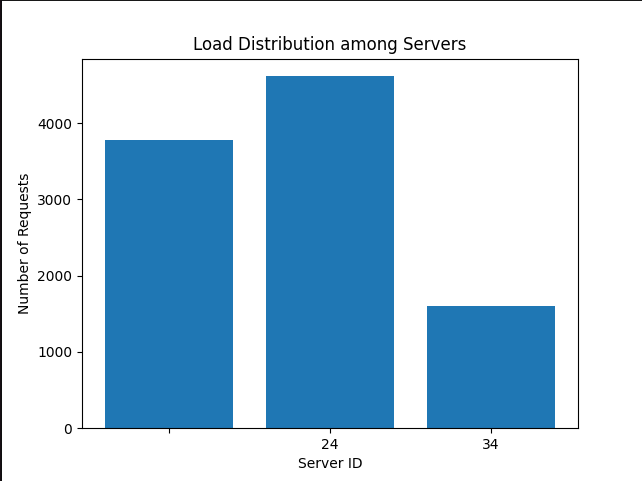 Load Distribution among Servers
Number of Requests
4000
3000
2000
1000
0
24
34
Server ID